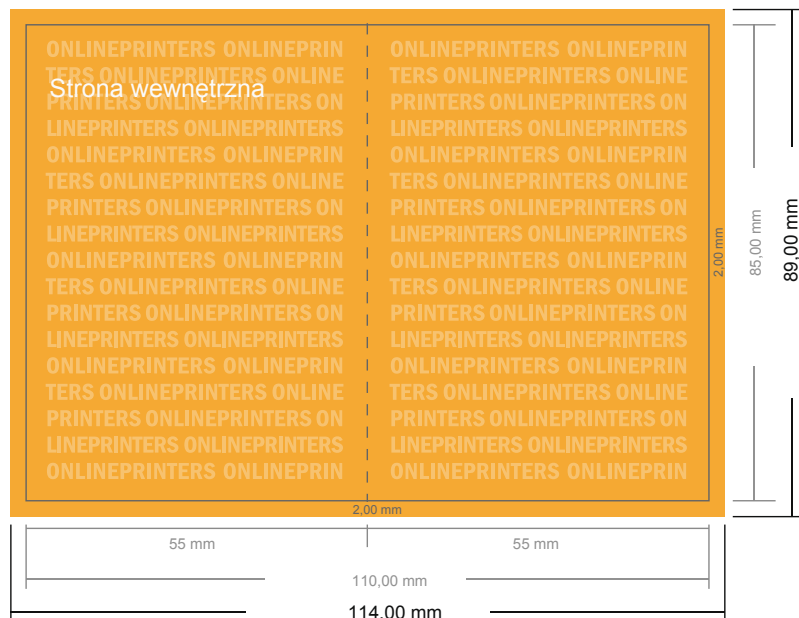 ONLINEPRINTERS ONLINEPRIN
TERS ONLINEPRINTERS ONLINE
Strona wewnętrzna
PRINTERS ONLINEPRINTERS ON
LINEPRINTERS ONLINEPRINTERS
ONLINEPRINTERS ONLINEPRIN
TERS ONLINEPRINTERS ONLINE
PRINTERS ONLINEPRINTERS ON
LINEPRINTERS ONLINEPRINTERS
ONLINEPRINTERS ONLINEPRIN
TERS ONLINEPRINTERS ONLINE
PRINTERS ONLINEPRINTERS ON
LINEPRINTERS ONLINEPRINTERS
ONLINEPRINTERS ONLINEPRIN
TERS ONLINEPRINTERS ONLINE
PRINTERS ONLINEPRINTERS ON
LINEPRINTERS ONLINEPRINTERS
ONLINEPRINTERS ONLINEPRIN
ONLINEPRINTERS ONLINEPRIN
TERS ONLINEPRINTERS ONLINE
PRINTERS ONLINEPRINTERS ON
LINEPRINTERS ONLINEPRINTERS
ONLINEPRINTERS ONLINEPRIN
TERS ONLINEPRINTERS ONLINE
PRINTERS ONLINEPRINTERS ON
LINEPRINTERS ONLINEPRINTERS
ONLINEPRINTERS ONLINEPRIN
TERS ONLINEPRINTERS ONLINE
PRINTERS ONLINEPRINTERS ON
LINEPRINTERS ONLINEPRINTERS
ONLINEPRINTERS ONLINEPRIN
TERS ONLINEPRINTERS ONLINE
PRINTERS ONLINEPRINTERS ON
LINEPRINTERS ONLINEPRINTERS
ONLINEPRINTERS ONLINEPRIN
2,00 mm
85,00 mm
89,00 mm
2,00 mm
55 mm
55 mm
110,00 mm
114,00 mm